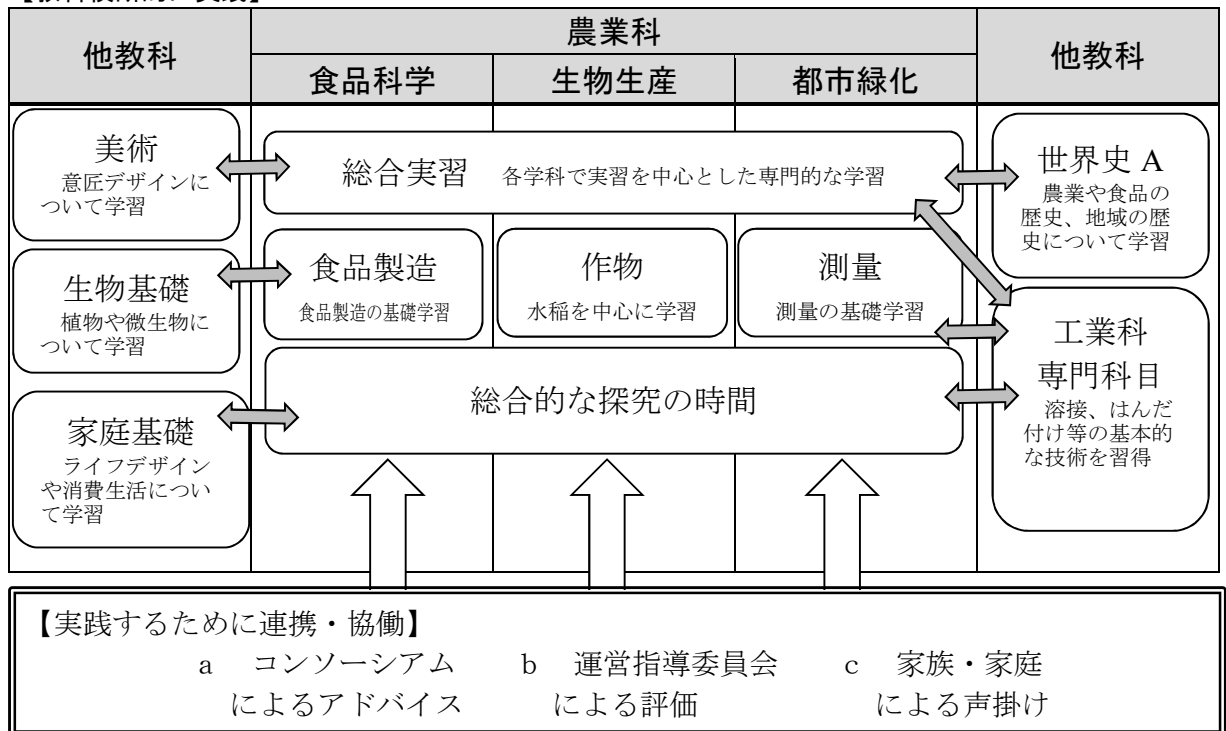 他教科
農業科
他教科
食品科学
生物生産
都市緑化
美術
意匠デザインに
ついて学習
生物基礎
植物や微生物に
ついて学習
家庭基礎
ライフデザイン
や消費生活につい
て学習
総合実習 各学科で実習を中心とした専門的な学習
食品製造
食品製造の基礎学習
作物
水稲を中心に学習
測量
測量の基礎学習
総合的な探究の時間
世界史 A
農業や食品の
歴史、地域の歴
史について学習
工業科
専門科目
溶接、はんだ
付け等の基本的
な技術を習得
【実践するために連携・協働】
a コンソーシアム b 運営指導委員会 c 家族・家庭
によるアドバイス による評価 による声掛け